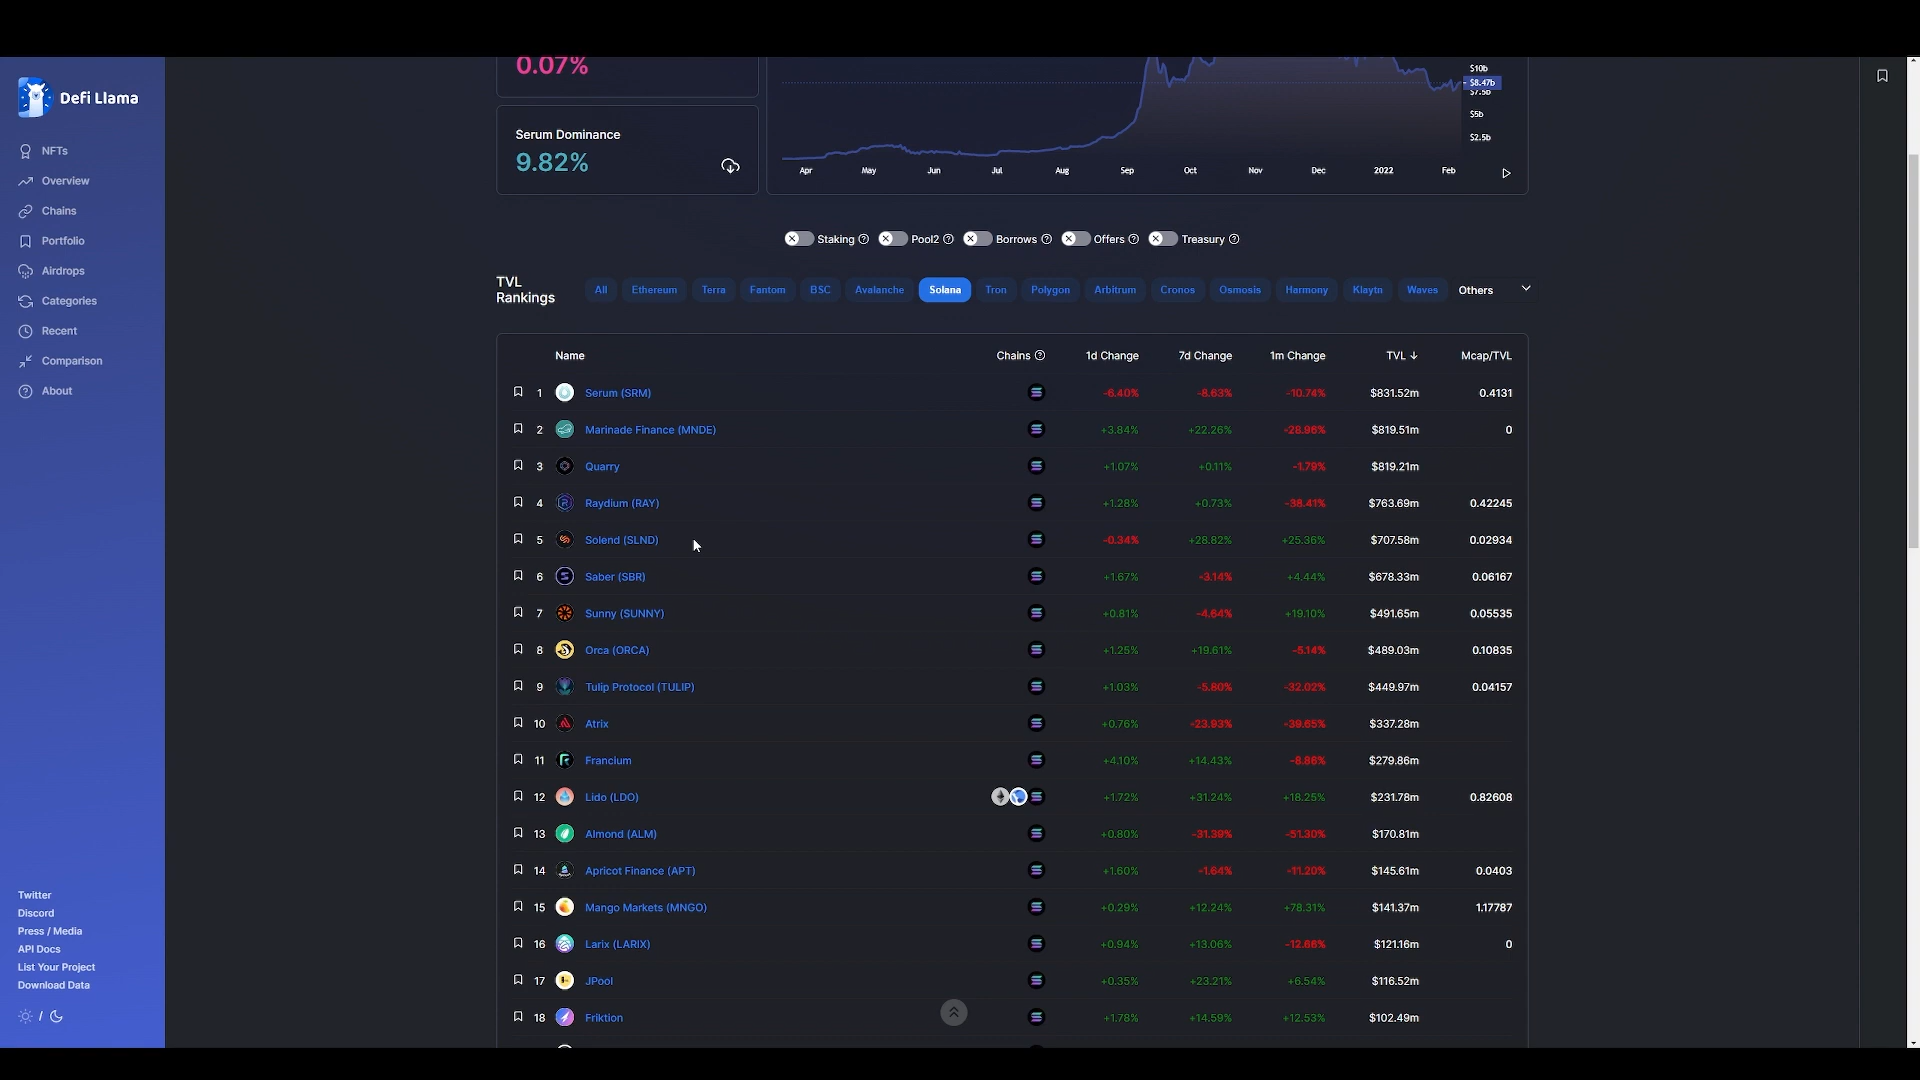 0.07%
Serum Dominance
9.82%
$10b
$8.47b
$7.5b
$5b
$2.5b
Apr May Jun Jul Aug Sep Oct Nov Dec 2022 Feb
Defi Llama
NFTs
Overview
Chains
Portfolio
Airdrops
Categories
Recent
Comparison
About
Twitter
Discord
Press / Media
API Docs
List Your Project
Download Data
/
Staking Pool2 Borrows Offers Treasury
TVL
Rankings
All Ethereum Terra Fantom BSC Avalanche Solana Tron Polygon Arbitrum Cronos Osmosis Harmony Klaytn Waves Others
Name Chains 1d Change 7d Change 1m Change TVL ↓ Mcap/TVL
1 Serum (SRM) -6.40% -8.63% -10.74% $831.52m 0.4131
2 Marinade Finance (MNDE) +3.84% +22.26% -28.96% $819.51m 0
3 Quarry +1.07% +0.11% -1.79% $819.21m
4 Raydium (RAY) +1.28% +0.73% -38.41% $763.69m 0.42245
5 Solend (SLND) -0.34% +28.82% +25.36% $707.58m 0.02934
6 Saber (SBR) +1.67% -3.14% +4.44% $678.33m 0.06167
7 Sunny (SUNNY) +0.81% -4.64% +19.10% $491.65m 0.05535
8 Orca (ORCA) +1.25% +19.61% -5.14% $489.03m 0.10835
9 Tulip Protocol (TULIP) +1.03% -5.80% -32.02% $449.97m 0.04157
10 Atrix +0.76% -23.93% -39.65% $337.28m
11 Francium +4.10% +14.43% -8.86% $279.86m
12 Lido (LDO) +1.72% +31.24% +18.25% $231.78m 0.82608
13 Almond (ALM) +0.80% -31.39% -51.30% $170.81m
14 Apricot Finance (APT) +1.60% -1.64% -11.20% $145.61m 0.0403
15 Mango Markets (MNGO) +0.29% +12.24% +78.31% $141.37m 1.17787
16 Larix (LARIX) +0.94% +13.06% -12.66% $121.16m 0
17 JPool +0.35% +23.21% +6.54% $116.52m
18 Friktion +1.78% +14.59% +12.53% $102.49m